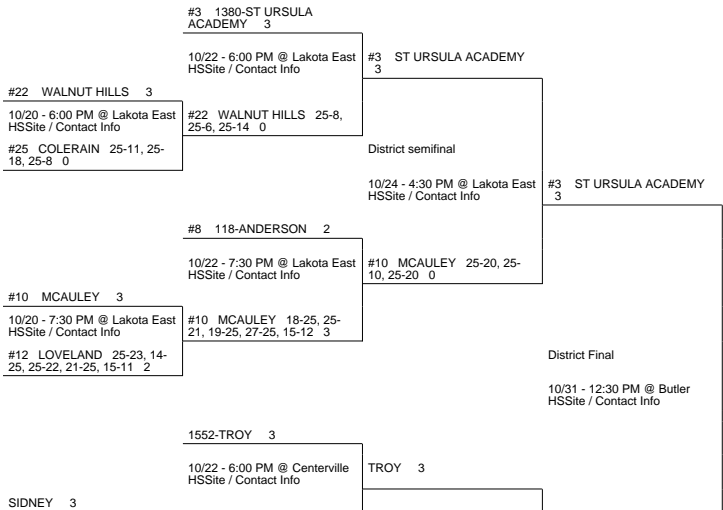 #3 1380-ST URSULA
ACADEMY 3
10/22 - 6:00 PM @ Lakota East
HSSite / Contact Info
#3 ST URSULA ACADEMY
3
#22 WALNUT HILLS 3
10/20 - 6:00 PM @ Lakota East
HSSite / Contact Info
#22 WALNUT HILLS 25-8,
25-6, 25-14 0
#25 COLERAIN 25-11, 25-
18, 25-8 0
District semifinal
10/24 - 4:30 PM @ Lakota East
HSSite / Contact Info
#3 ST URSULA ACADEMY
3
#8 118-ANDERSON 2
10/22 - 7:30 PM @ Lakota East
HSSite / Contact Info
#10 MCAULEY 25-20, 25-
10, 25-20 0
#10 MCAULEY 3
10/20 - 7:30 PM @ Lakota East
HSSite / Contact Info
#10 MCAULEY 18-25, 25-
21, 19-25, 27-25, 15-12 3
#12 LOVELAND 25-23, 14-
25, 25-22, 21-25, 15-11 2
District Final
10/31 - 12:30 PM @ Butler
HSSite / Contact Info
1552-TROY 3
10/22 - 6:00 PM @ Centerville
HSSite / Contact Info
TROY 3
SIDNEY 3